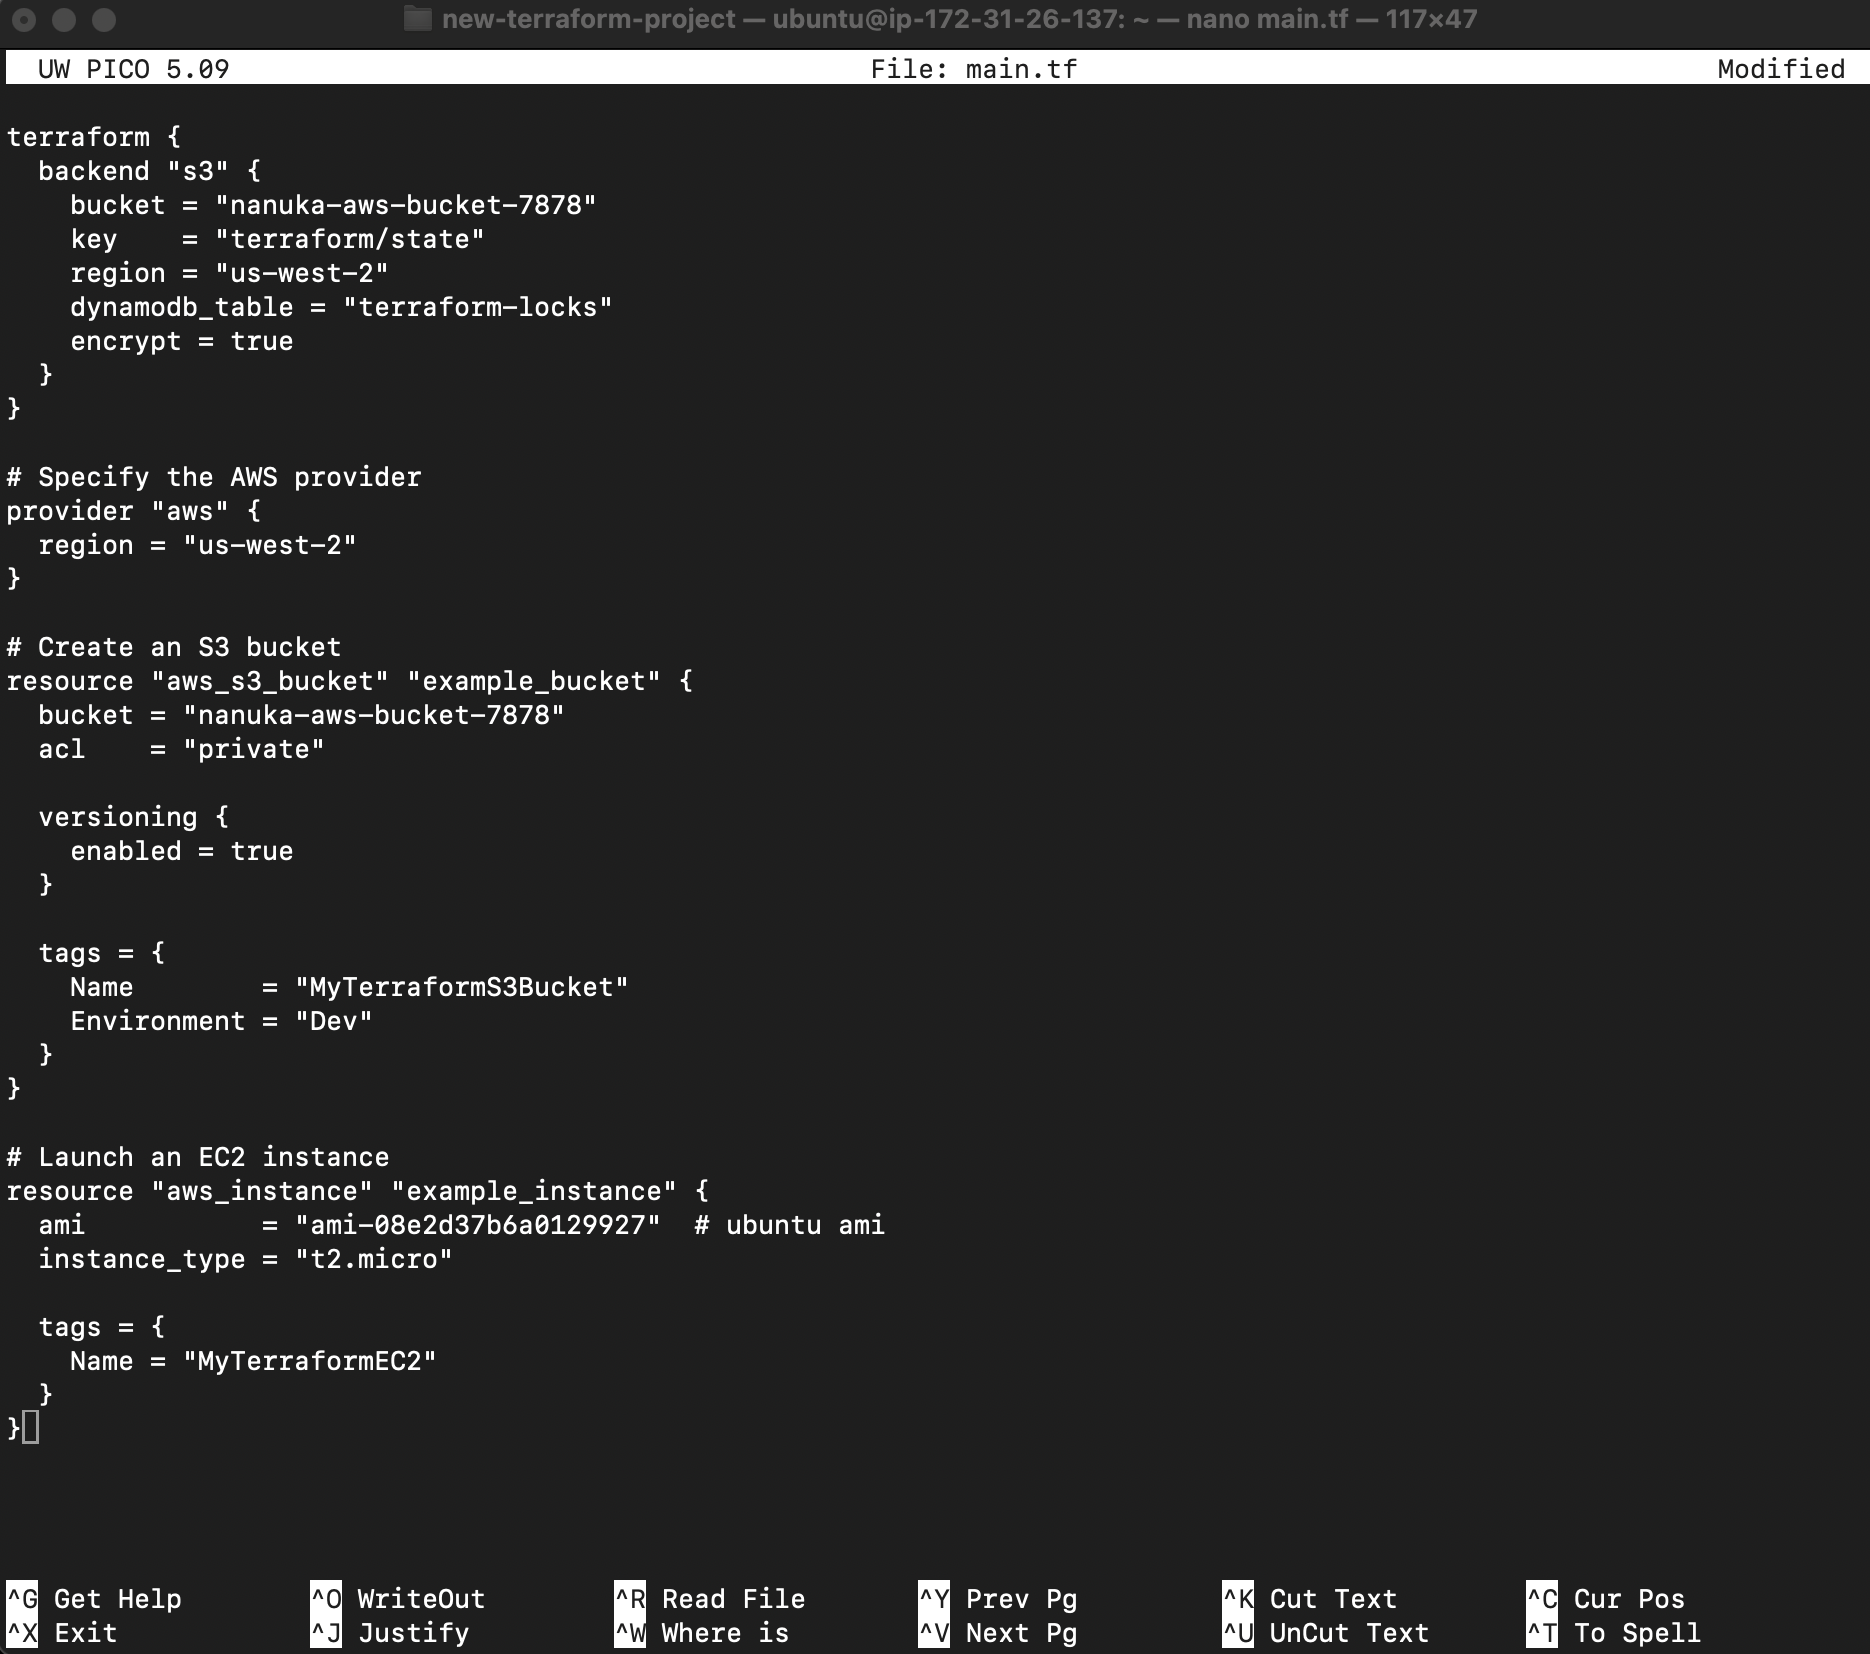 new-terraform-project — ubuntu@ip-172-31-26-137: ~ — nano main.tf — 117×47
UW PICO 5.09 File: main.tf Modified
terraform {
  backend "s3" {
    bucket = "nanuka-aws-bucket-7878"
    key    = "terraform/state"
    region = "us-west-2"
    dynamodb_table = "terraform-locks"
    encrypt = true
  }
}
# Specify the AWS provider
provider "aws" {
  region = "us-west-2"
}
# Create an S3 bucket
resource "aws_s3_bucket" "example_bucket" {
  bucket = "nanuka-aws-bucket-7878"
  acl    = "private"
  versioning {
    enabled = true
  }
  tags = {
    Name        = "MyTerraformS3Bucket"
    Environment = "Dev"
  }
}
# Launch an EC2 instance
resource "aws_instance" "example_instance" {
  ami           = "ami-08e2d37b6a0129927"  # ubuntu ami
  instance_type = "t2.micro"
  tags = {
    Name = "MyTerraformEC2"
  }
}
^G Get Help ^O WriteOut ^R Read File ^Y Prev Pg ^K Cut Text ^C Cur Pos
^X Exit ^J Justify ^W Where is ^V Next Pg ^U UnCut Text ^T To Spell